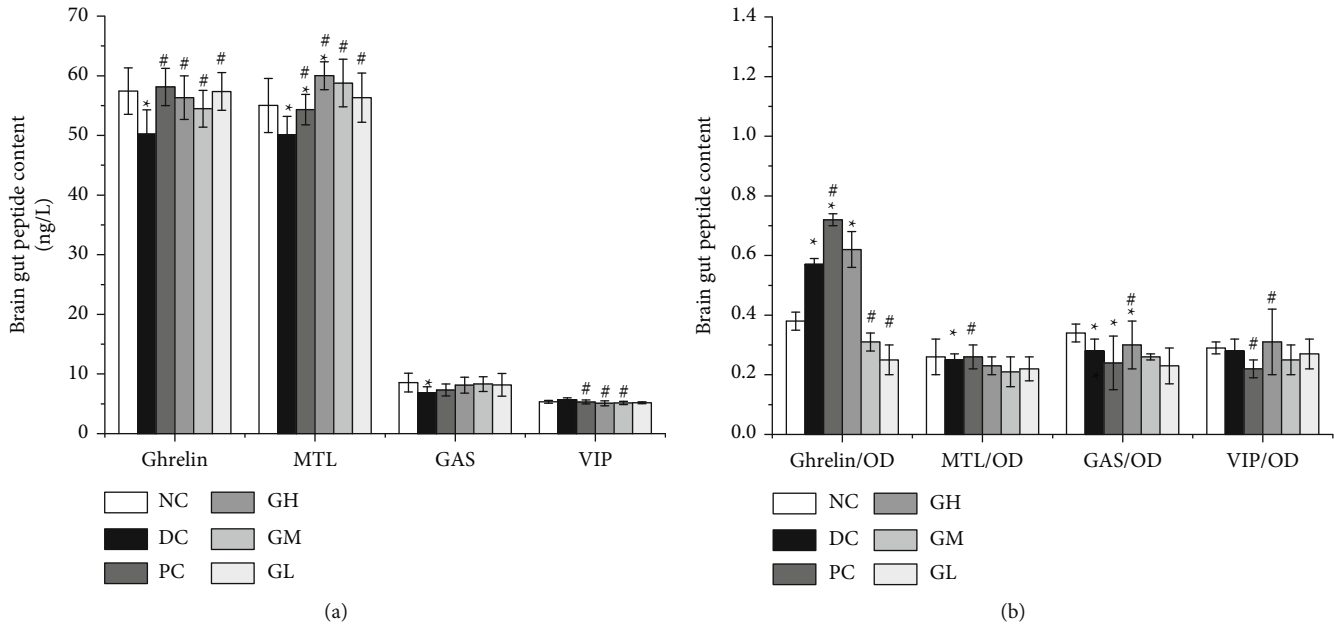 Brain gut peptide content
(ng/L)
70
60
50
40
30
20
10
0
* # # # #
* * # * # # #
*
# # #
Ghrelin MTL GAS VIP
NC GH
DC GM
PC GL
(a)
Brain gut peptide content
1.4
1.2
1.0
0.8
0.6
0.4
0.2
0.0
* * # * # #
* #
* * * #
# #
Ghrelin/OD MTL/OD GAS/OD VIP/OD
NC GH
DC GM
PC GL
(b)